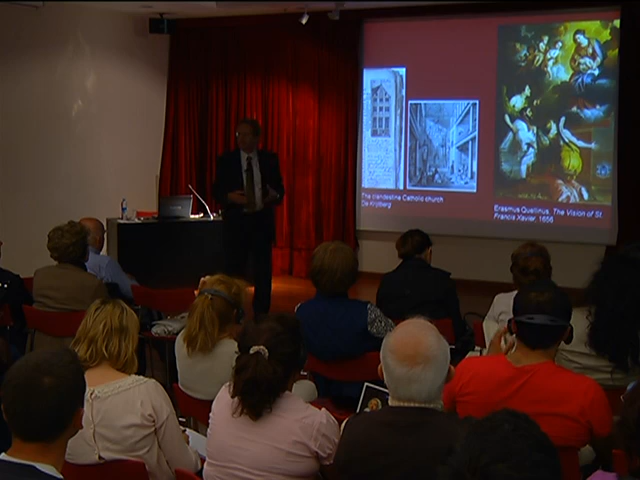 The clandestine Catholic church
De Krijtberg
Erasmus Quellinus, The Vision of St.
Francis Xavier, 1656